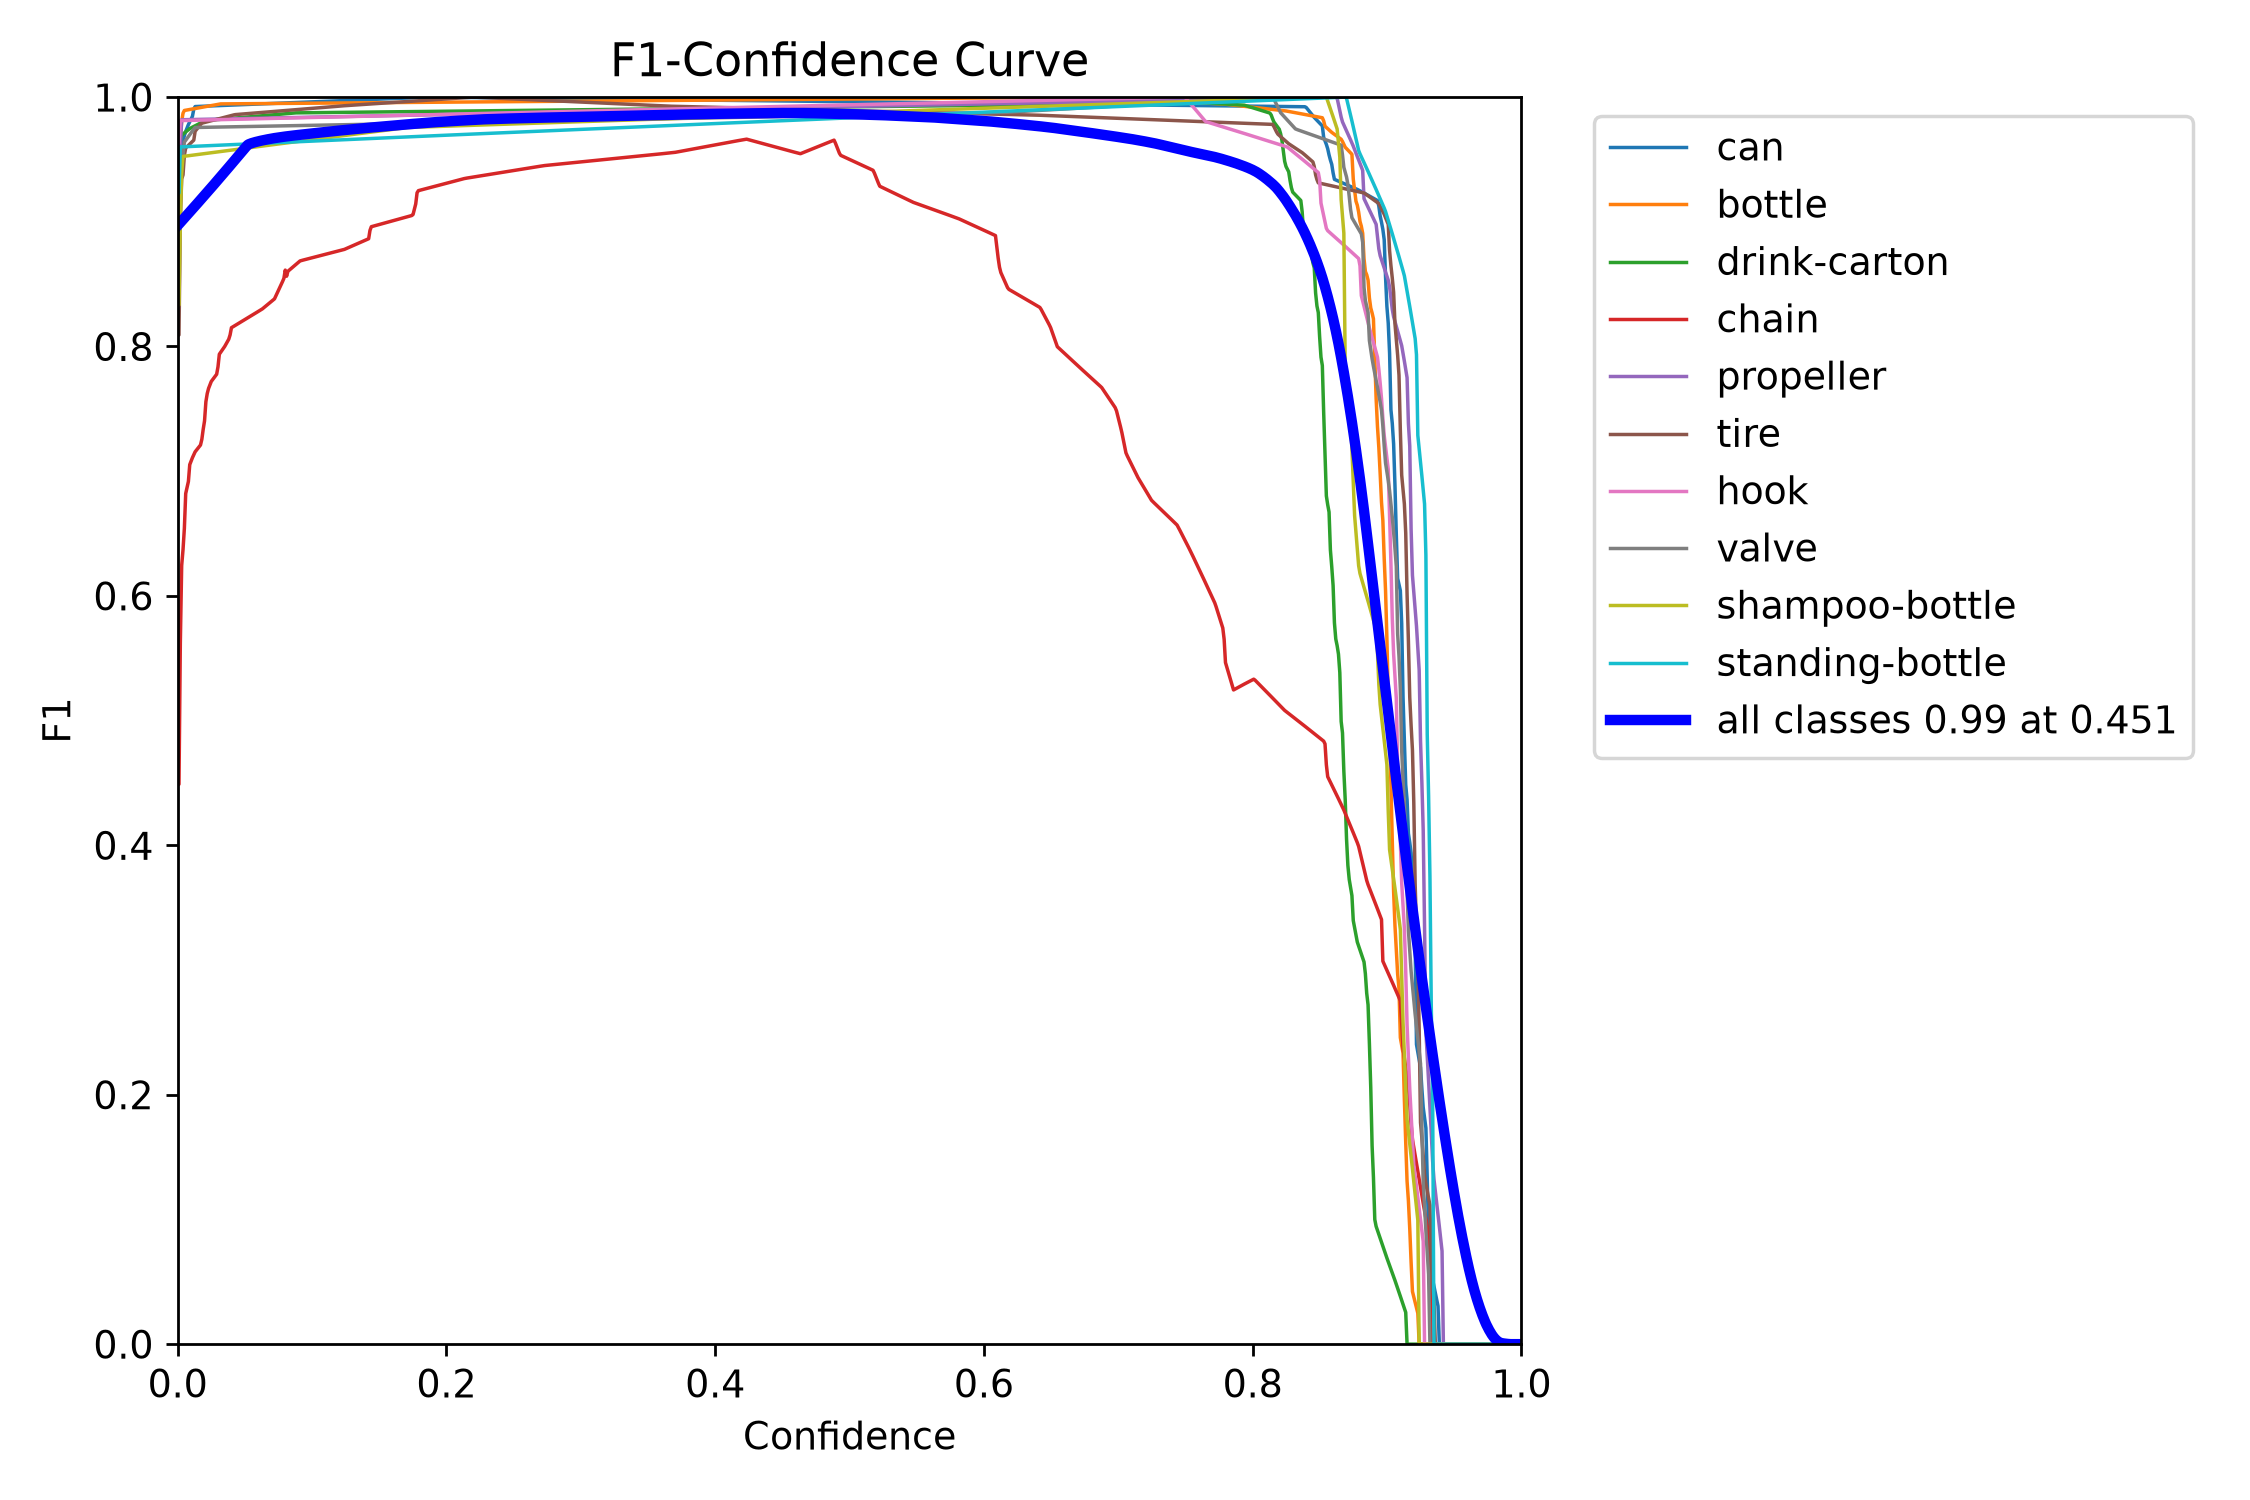 F1-Confidence Curve
1.0
0.8
0.6
0.4
0.2
0.0
F1
0.0 0.2 0.4 0.6 0.8 1.0
Confidence
can
bottle
drink-carton
chain
propeller
tire
hook
valve
shampoo-bottle
standing-bottle
all classes 0.99 at 0.451